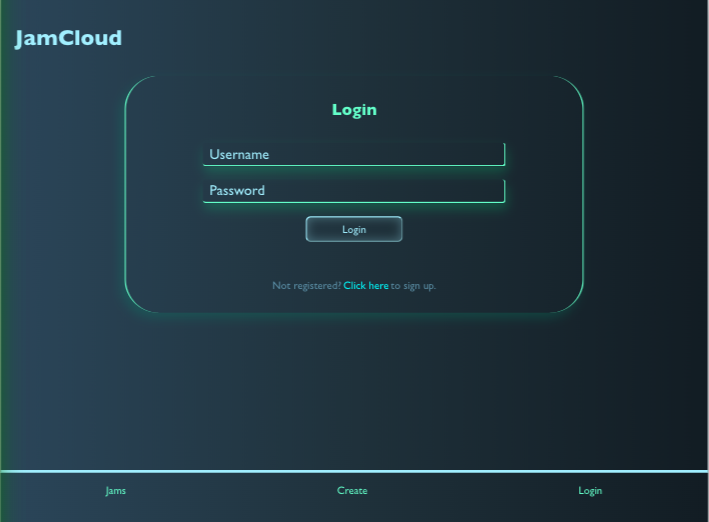 JamCloud
Login
Username
Password
Login
Not registered? Click here to sign up.
Jams Create Login